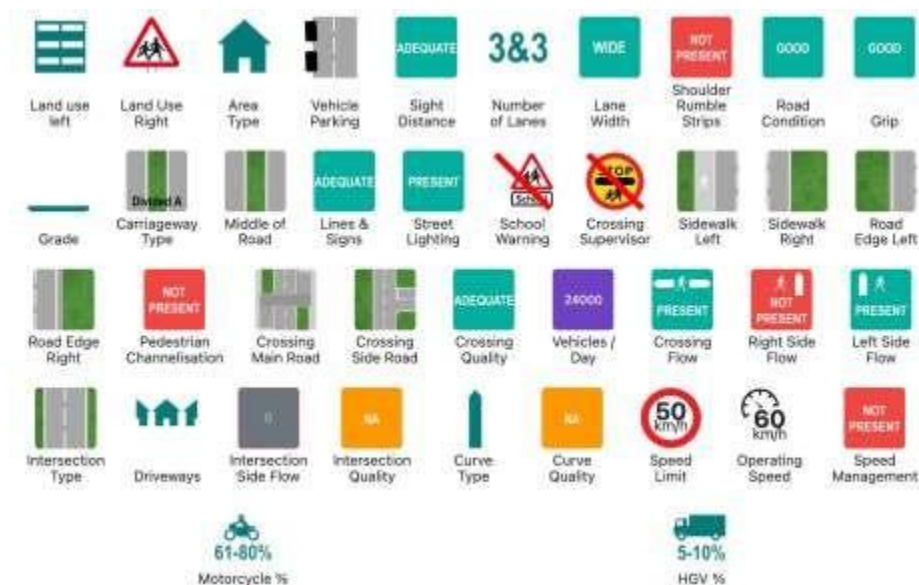 ADEQUATE
3&3
WIDE
NOT
PRESENT
GOOD
GOOD
Land use
left
Land Use
Right
Area
Type
Vehicle
Parking
Sight
Distance
Number
of Lanes
Lane
Width
Shoulder
Rumble
Strips
Road
Condition
Grip
Divided A
ADEQUATE
PRESENT
School
STOP
Grade
Carriageway
Type
Middle of
Road
Lines &
Signs
Street
Lighting
School
Warning
Crossing
Supervisor
Sidewalk
Left
Sidewalk
Right
Road
Edge Left
NOT
PRESENT
ADEQUATE
24000
PRESENT
NOT
PRESENT
PRESENT
Road Edge
Right
Pedestrian
Channelisation
Crossing
Main Road
Crossing
Side Road
Crossing
Quality
Vehicles /
Day
Crossing
Flow
Right Side
Flow
Left Side
Flow
0
NA
NA
50
km/h
60
km/h
NOT
PRESENT
Intersection
Type
Driveways
Intersection
Side Flow
Intersection
Quality
Curve
Type
Curve
Quality
Speed
Limit
Operating
Speed
Speed
Management
61-80%
Motorcycle %
5-10%
HGV %